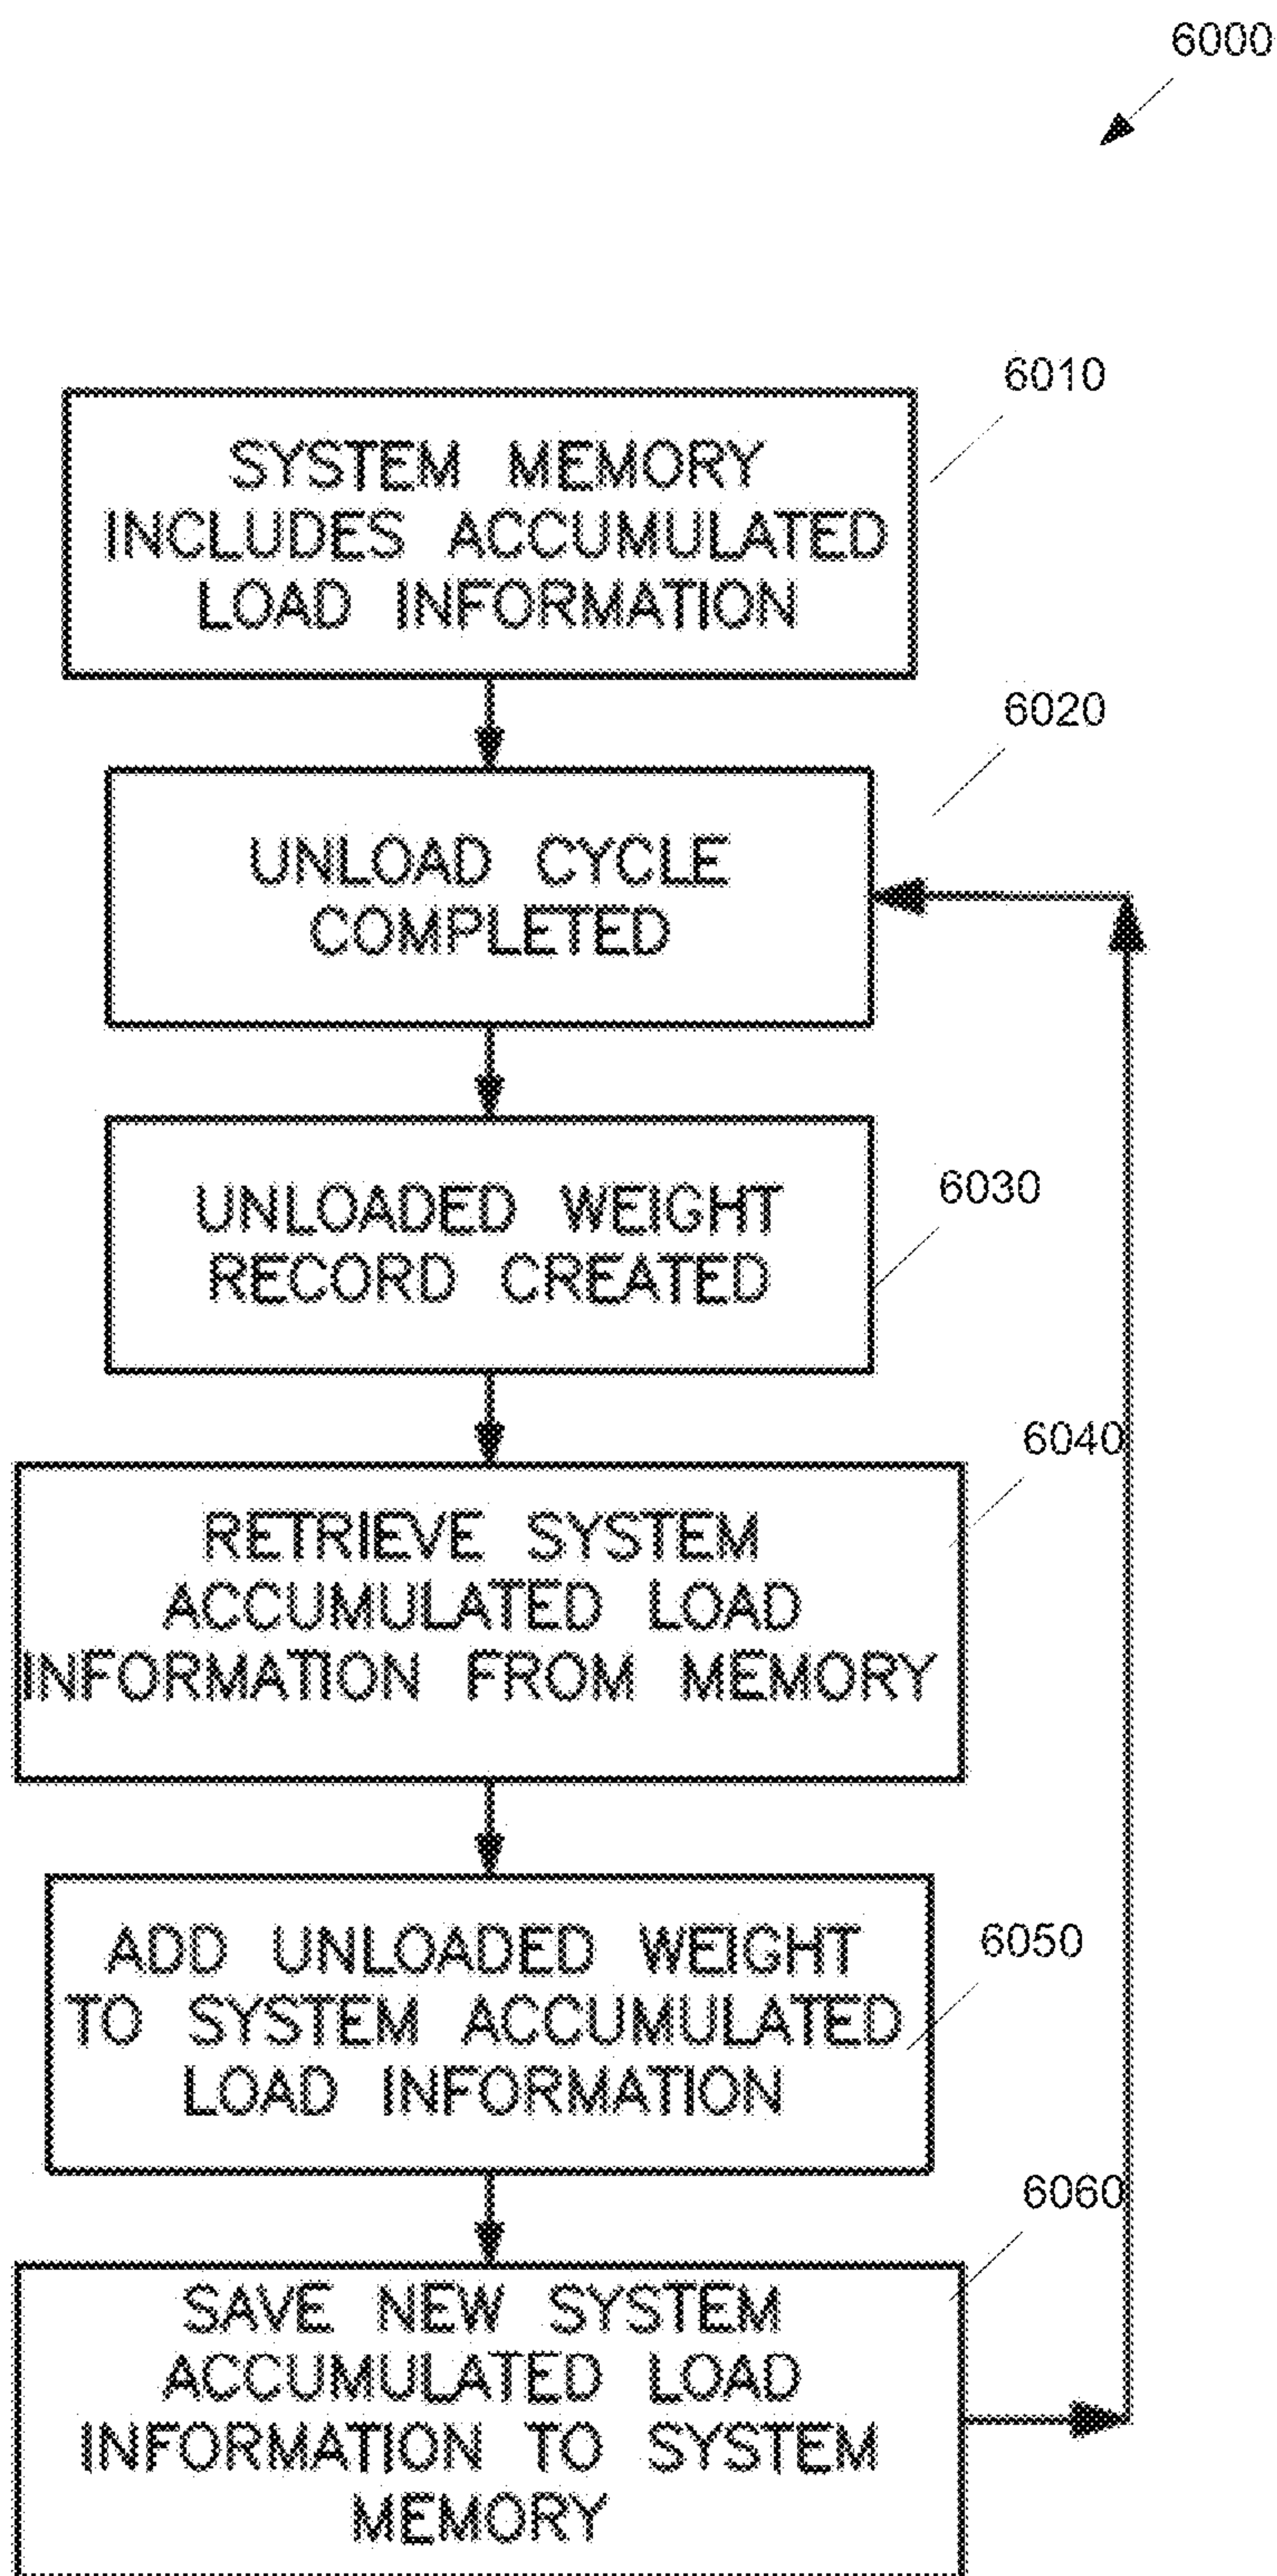 6000
6010
SYSTEM MEMORY
INCLUDES ACCUMULATED
LOAD INFORMATION
6020
UNLOAD CYCLE
COMPLETED
6030
UNLOADED WEIGHT
RECORD CREATED
6040
RETRIEVE SYSTEM
ACCUMULATED LOAD
INFORMATION FROM MEMORY
6050
ADD UNLOADED WEIGHT
TO SYSTEM ACCUMULATED
LOAD INFORMATION
6060
SAVE NEW SYSTEM
ACCUMULATED LOAD
INFORMATION TO SYSTEM
MEMORY